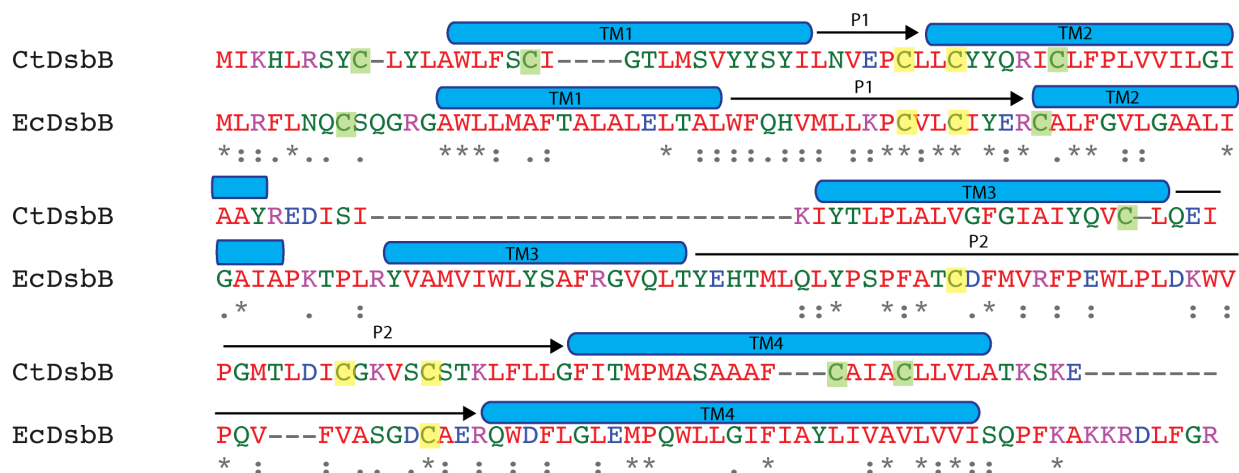 P1
TM1 TM2
CtDsbB MIKHLRSYC-LYLAWLFSCI----GTLMSVYYSYILNVEPCLLCYYQRICLFPLVVILGI
TM1 P1 TM2
EcDsbB MLRFLNQCSQGRGAWLLMAFTALALELTALWFQHVMLLKPCVLCIYERCALFGVLGAALI
*::.*.. .    ***: .:      * ::::.:: ::**:** *:* .** ::    *
TM3
CtDsbB AAYREDISI-------------------------KIYTLPLALVGFGIAIYQVC-LQEI
P2
TM3
EcDsbB GAIAPKTPLRYVAMVIWLYSAFRGVQLTYEHTMLQLYPSPFATCDFMVRFPEWLPLDKWV
.*   .  :                         ::*  *:*  .* : :  :    : :
P2
TM4
CtDsbB PGMTLDICGKVSCSTKLFLLGFITMPMASAAAF---CAIACLLVLATKSKE--------
TM4
EcDsbB PQV---FVASGDCAERQWDFLGLEMPQWLLGIFIAYLIVAVLVVISQPFKAKKRDLFGR
* :   : .. .*: : : :  : **    . *   :* *::    *